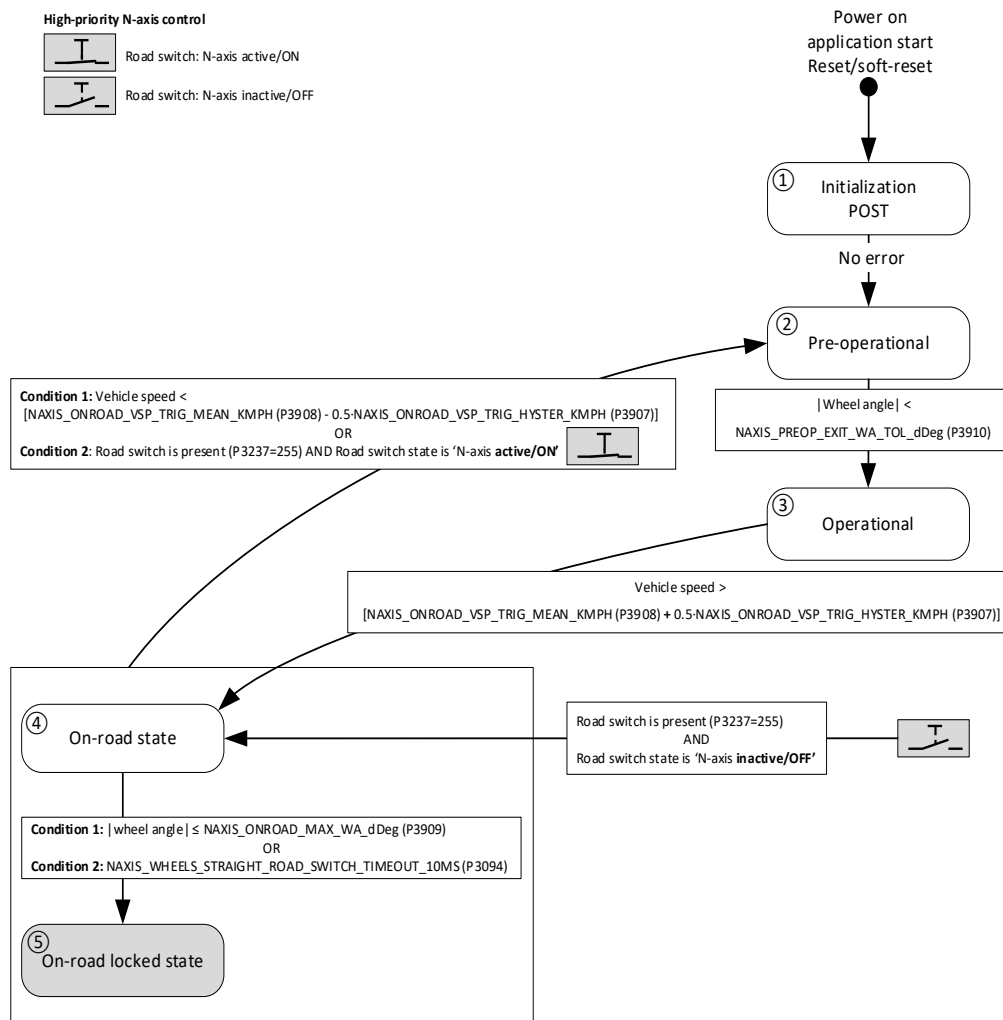 High-priority N-axis control
Road switch: N-axis active/ON
Road switch: N-axis inactive/OFF
Power on
application start
Reset/soft-reset
① Initialization
POST
No error
② Pre-operational
Condition 1: Vehicle speed <
[NAXIS_ONROAD_VSP_TRIG_MEAN_KMPH (P3908) - 0.5·NAXIS_ONROAD_VSP_TRIG_HYSTER_KMPH (P3907)]
OR
Condition 2: Road switch is present (P3237=255) AND Road switch state is ‘N-axis active/ON’
|Wheel angle| <
NAXIS_PREOP_EXIT_WA_TOL_dDeg (P3910)
③ Operational
Vehicle speed >
[NAXIS_ONROAD_VSP_TRIG_MEAN_KMPH (P3908) + 0.5·NAXIS_ONROAD_VSP_TRIG_HYSTER_KMPH (P3907)]
④ On-road state
Road switch is present (P3237=255)
AND
Road switch state is ‘N-axis inactive/OFF’
Condition 1: |wheel angle| ≤ NAXIS_ONROAD_MAX_WA_dDeg (P3909)
OR
Condition 2: NAXIS_WHEELS_STRAIGHT_ROAD_SWITCH_TIMEOUT_10MS (P3094)
⑤ On-road locked state